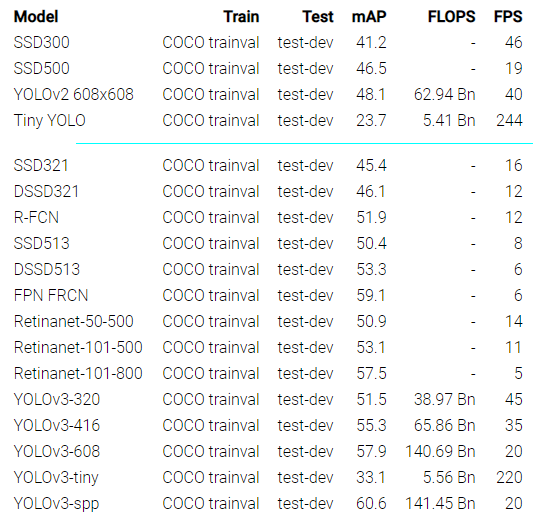 Model Train Test mAP FLOPS FPS
SSD300 COCO trainval test-dev 41.2 - 46
SSD500 COCO trainval test-dev 46.5 - 19
YOLOv2 608x608 COCO trainval test-dev 48.1 62.94 Bn 40
Tiny YOLO COCO trainval test-dev 23.7 5.41 Bn 244
SSD321 COCO trainval test-dev 45.4 - 16
DSSD321 COCO trainval test-dev 46.1 - 12
R-FCN COCO trainval test-dev 51.9 - 12
SSD513 COCO trainval test-dev 50.4 - 8
DSSD513 COCO trainval test-dev 53.3 - 6
FPN FRCN COCO trainval test-dev 59.1 - 6
Retinanet-50-500 COCO trainval test-dev 50.9 - 14
Retinanet-101-500 COCO trainval test-dev 53.1 - 11
Retinanet-101-800 COCO trainval test-dev 57.5 - 5
YOLOv3-320 COCO trainval test-dev 51.5 38.97 Bn 45
YOLOv3-416 COCO trainval test-dev 55.3 65.86 Bn 35
YOLOv3-608 COCO trainval test-dev 57.9 140.69 Bn 20
YOLOv3-tiny COCO trainval test-dev 33.1 5.56 Bn 220
YOLOv3-spp COCO trainval test-dev 60.6 141.45 Bn 20